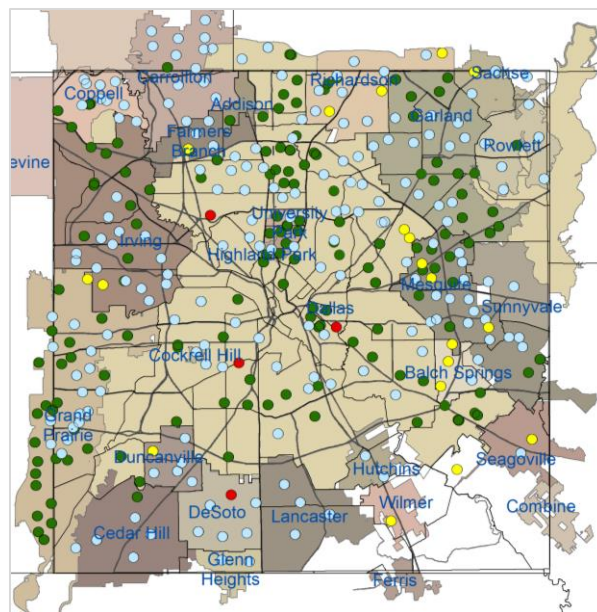 Carrollton
Richardson
Sachse
Coppell
Addison
Garland
Farmers
Branch
Rowlett
evine
University
Park
Irving
Highland Park
Mesquite
Sunnyvale
Dallas
Cockrell Hill
Balch Springs
Grand
Prairie
Duncanville
Hutchins
Seagoville
DeSoto
Wilmer
Combine
Cedar Hill
Lancaster
Glenn
Heights
Ferris